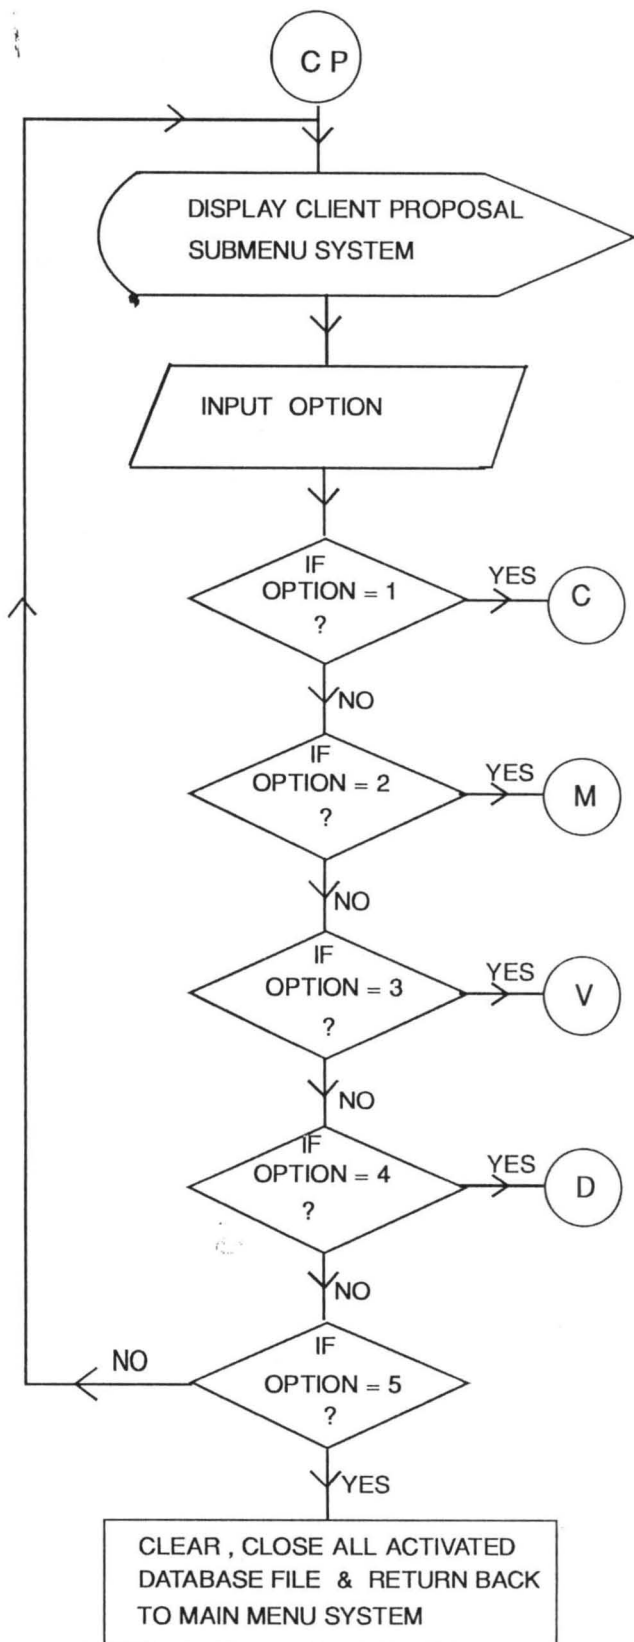 CP
DISPLAY CLIENT PROPOSAL
SUBMENU SYSTEM
INPUT OPTION
IF
OPTION = 1
?
YES
C
NO
IF
OPTION = 2
?
YES
M
NO
IF
OPTION = 3
?
YES
V
NO
IF
OPTION = 4
?
YES
D
NO
IF
OPTION = 5
?
NO
YES
CLEAR , CLOSE ALL ACTIVATED
DATABASE FILE & RETURN BACK
TO MAIN MENU SYSTEM